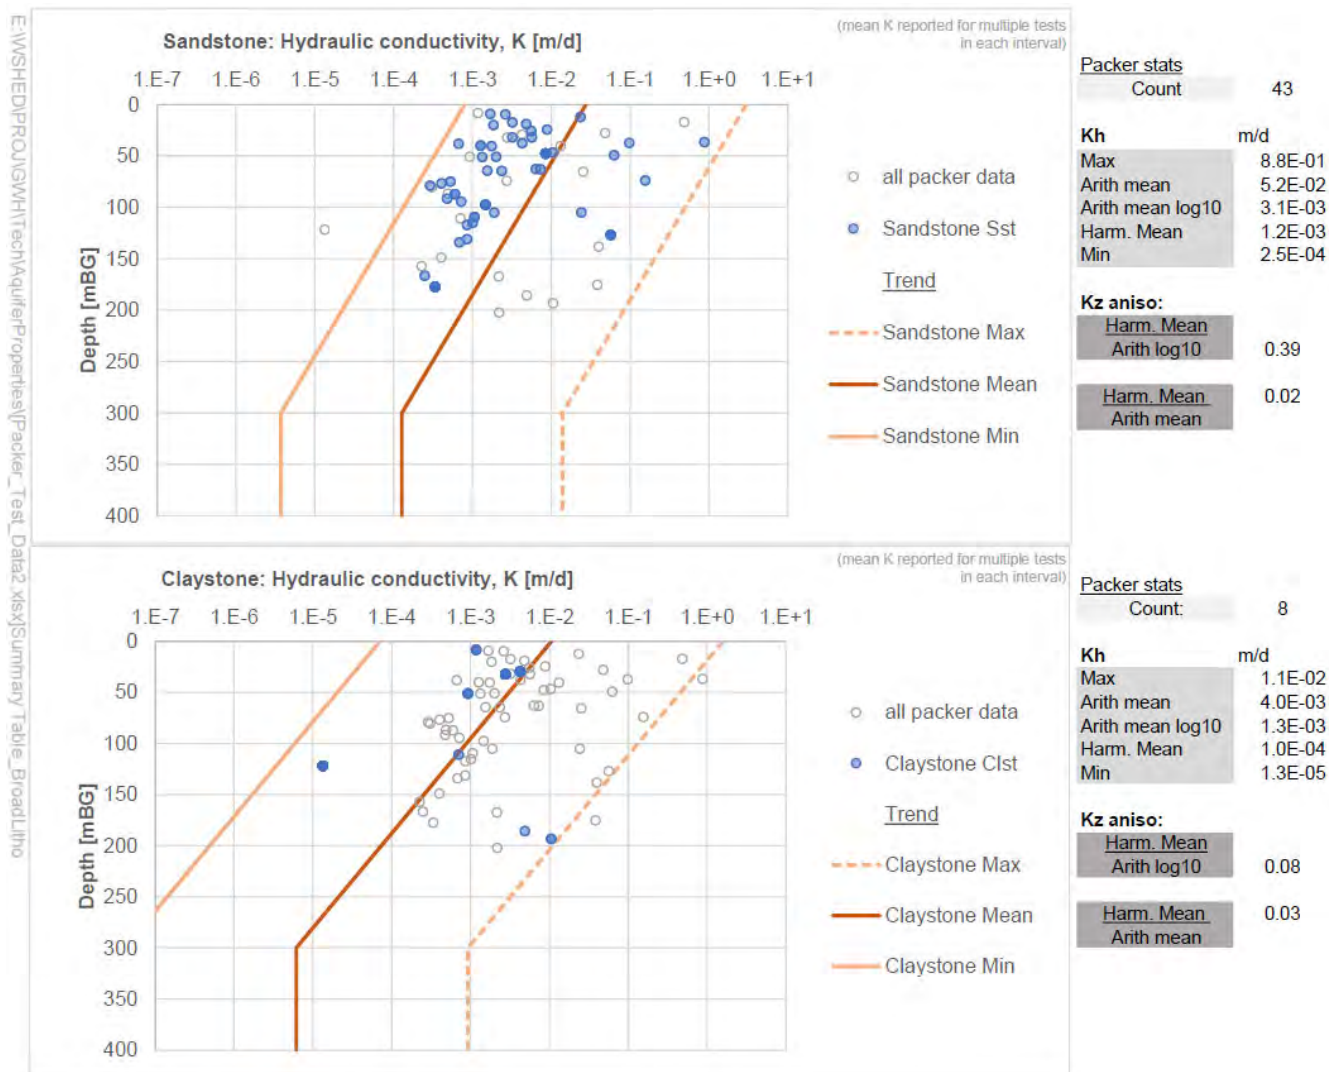 E:\WSHED\PROJ\GWH\Tech\AquiferProperties\[Packer_Test_Data2.xlsx]Summary Table_BroadLitho
Sandstone: Hydraulic conductivity, K [m/d]
(mean K reported for multiple tests
in each interval)
1.E-7 1.E-6 1.E-5 1.E-4 1.E-3 1.E-2 1.E-1 1.E+0 1.E+1
0
50
100
150
200
250
300
350
400
Depth [mBG]
all packer data
Sandstone Sst
Trend
Sandstone Max
Sandstone Mean
Sandstone Min
Packer stats
Count 43
Kh m/d
Max 8.8E-01
Arith mean 5.2E-02
Arith mean log10 3.1E-03
Harm. Mean 1.2E-03
Min 2.5E-04
Kz aniso:
Harm. Mean
Arith log10 0.39
Harm. Mean 0.02
Arith mean
Claystone: Hydraulic conductivity, K [m/d]
(mean K reported for multiple tests
in each interval)
1.E-7 1.E-6 1.E-5 1.E-4 1.E-3 1.E-2 1.E-1 1.E+0 1.E+1
0
50
100
150
200
250
300
350
400
Depth [mBG]
all packer data
Claystone Clst
Trend
Claystone Max
Claystone Mean
Claystone Min
Packer stats
Count: 8
Kh m/d
Max 1.1E-02
Arith mean 4.0E-03
Arith mean log10 1.3E-03
Harm. Mean 1.0E-04
Min 1.3E-05
Kz aniso:
Harm. Mean
Arith log10 0.08
Harm. Mean 0.03
Arith mean